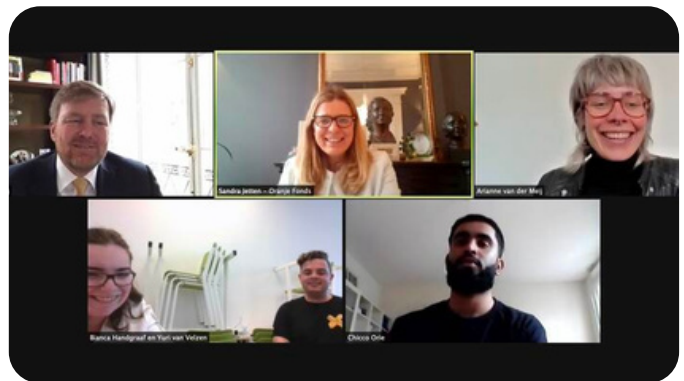 Sandra Jetten – Oranje Fonds
Arianne van der Meij
Bianca Handgraaf en Yuri van Velzen
Chicco Orie